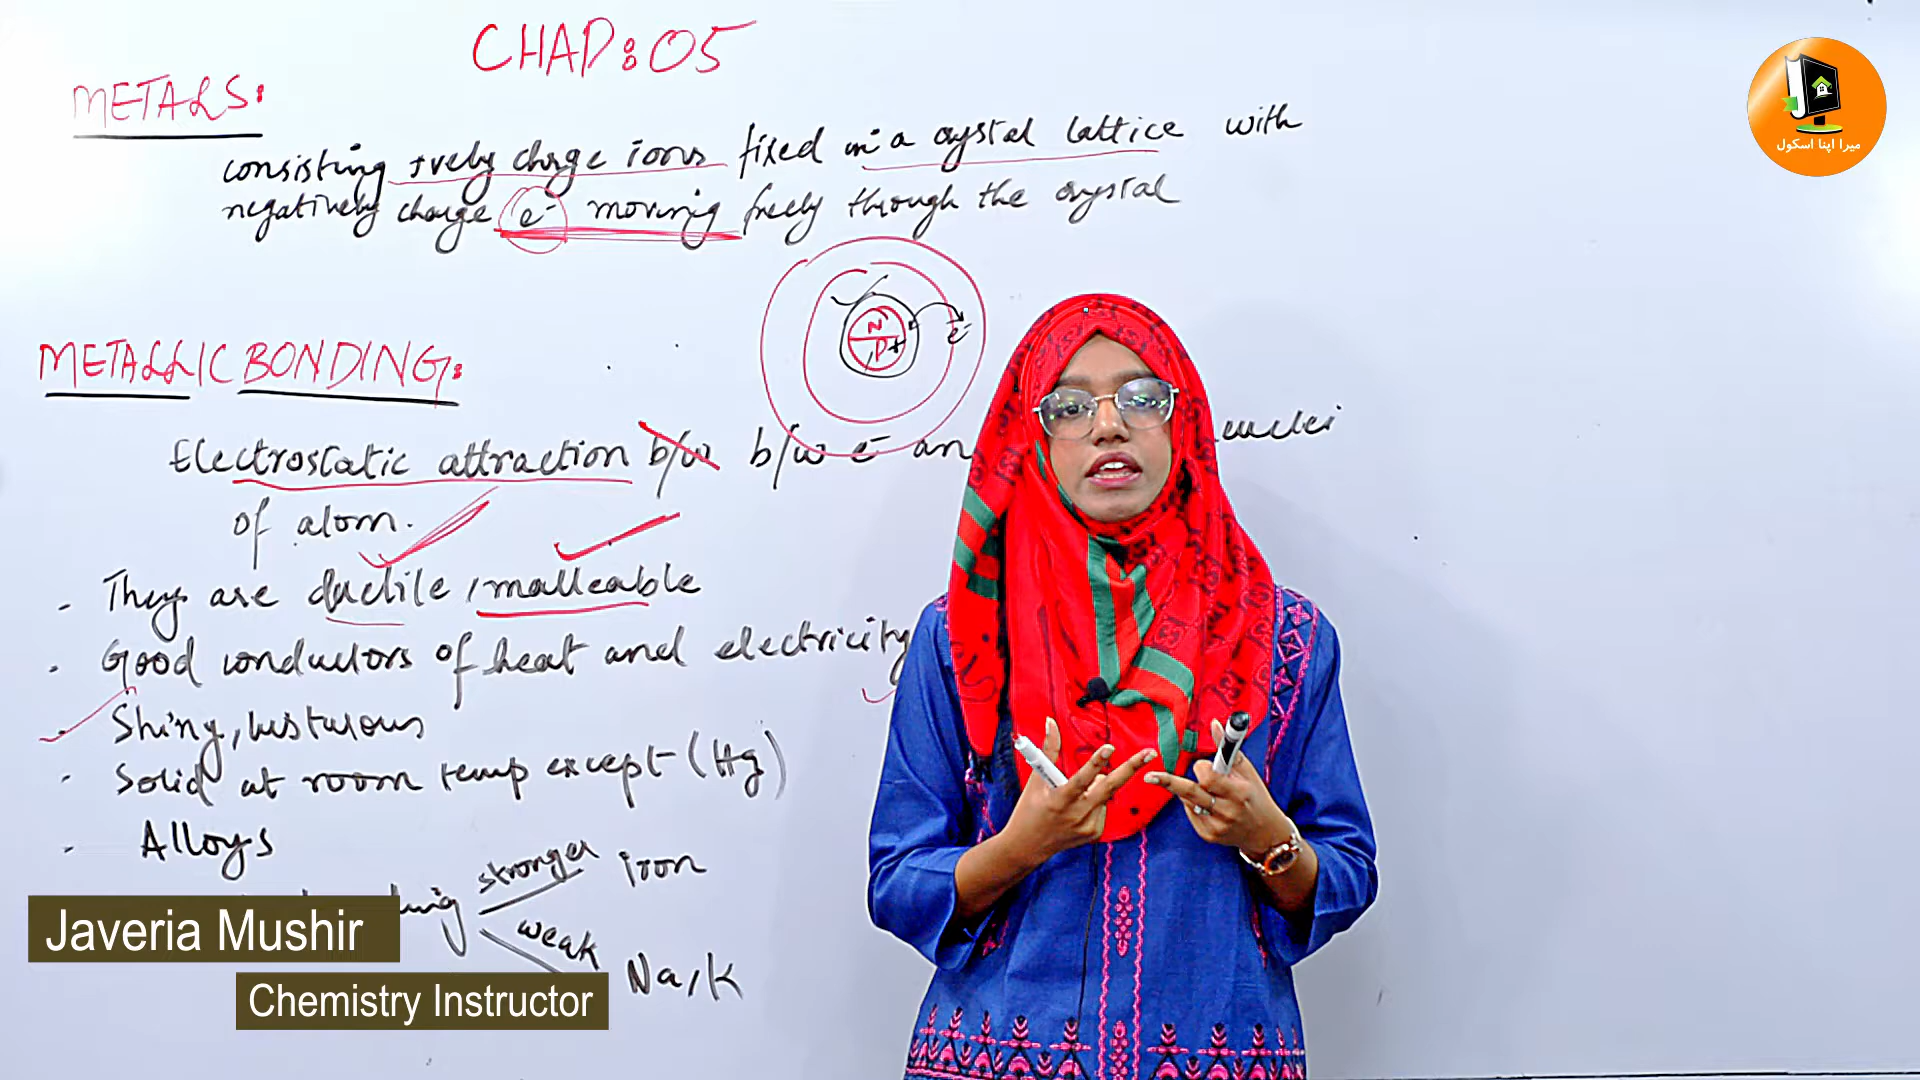 CHAP:05
METALS:
consisting +vely charge ions fixed in a crystal lattice with
negatively charge e⁻ moving freely through the crystal
N
P+
e⁻
METALLIC BONDING:
Electrostatic attraction b/w b/w e⁻ an
of atom.
- They are ductile, malleable
. Good conductors of heat and electricity
. Shiny, lusturous
. Solid at room temp except (Hg)
. Alloys
stronger iron
weak Na, K
Javeria Mushir
Chemistry Instructor
میرا اپنا اسکول